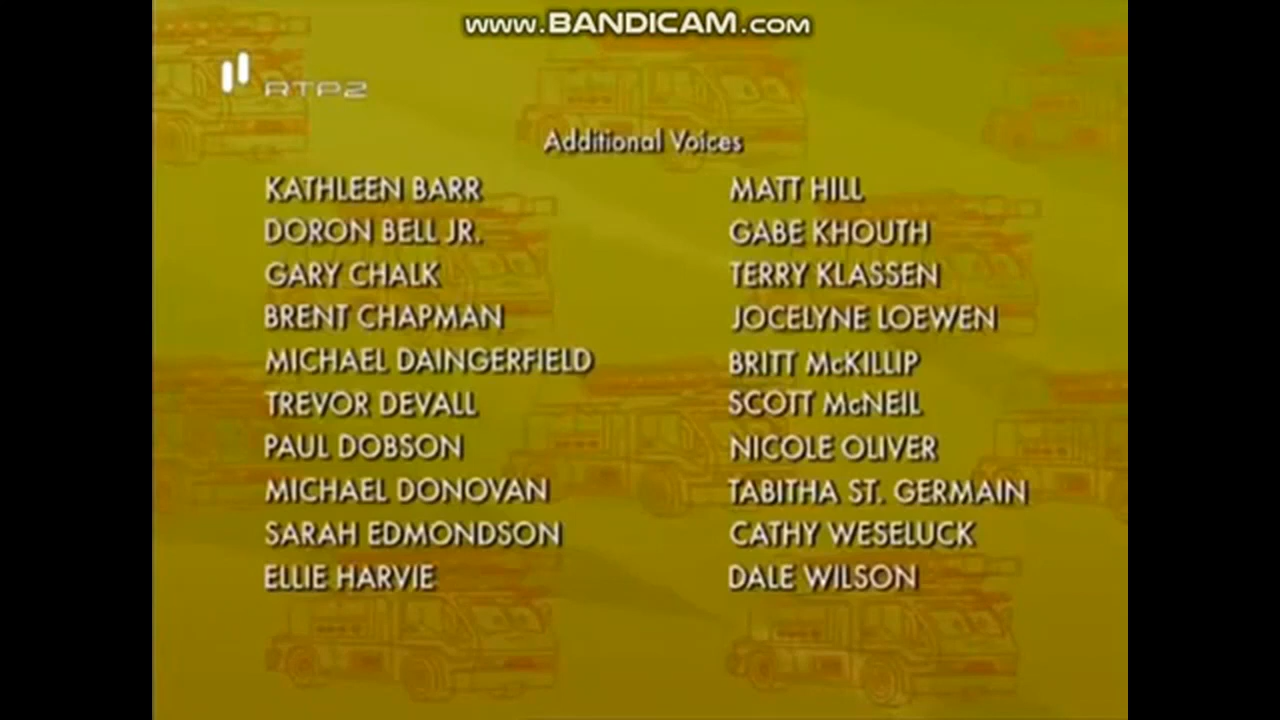 www.BANDICAM.com
RTP2
Additional Voices
KATHLEEN BARR
DORON BELL JR.
GARY CHALK
BRENT CHAPMAN
MICHAEL DAINGERFIELD
TREVOR DEVALL
PAUL DOBSON
MICHAEL DONOVAN
SARAH EDMONDSON
ELLIE HARVIE
MATT HILL
GABE KHOUTH
TERRY KLASSEN
JOCELYNE LOEWEN
BRITT McKILLIP
SCOTT McNEIL
NICOLE OLIVER
TABITHA ST. GERMAIN
CATHY WESELUCK
DALE WILSON